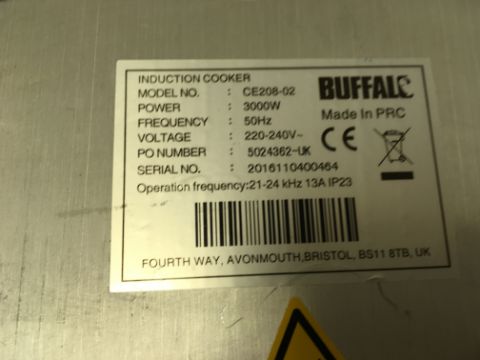 INDUCTION COOKER
BUFFALO
MODEL NO. : CE208-02
Made In PRC
POWER : 3000W
FREQUENCY : 50Hz
CE
VOLTAGE : 220-240V~
PO NUMBER : 5024362-UK
SERIAL NO. : 2016110400464
Operation frequency:21-24 kHz 13A IP23
FOURTH WAY, AVONMOUTH,BRISTOL, BS11 8TB, UK